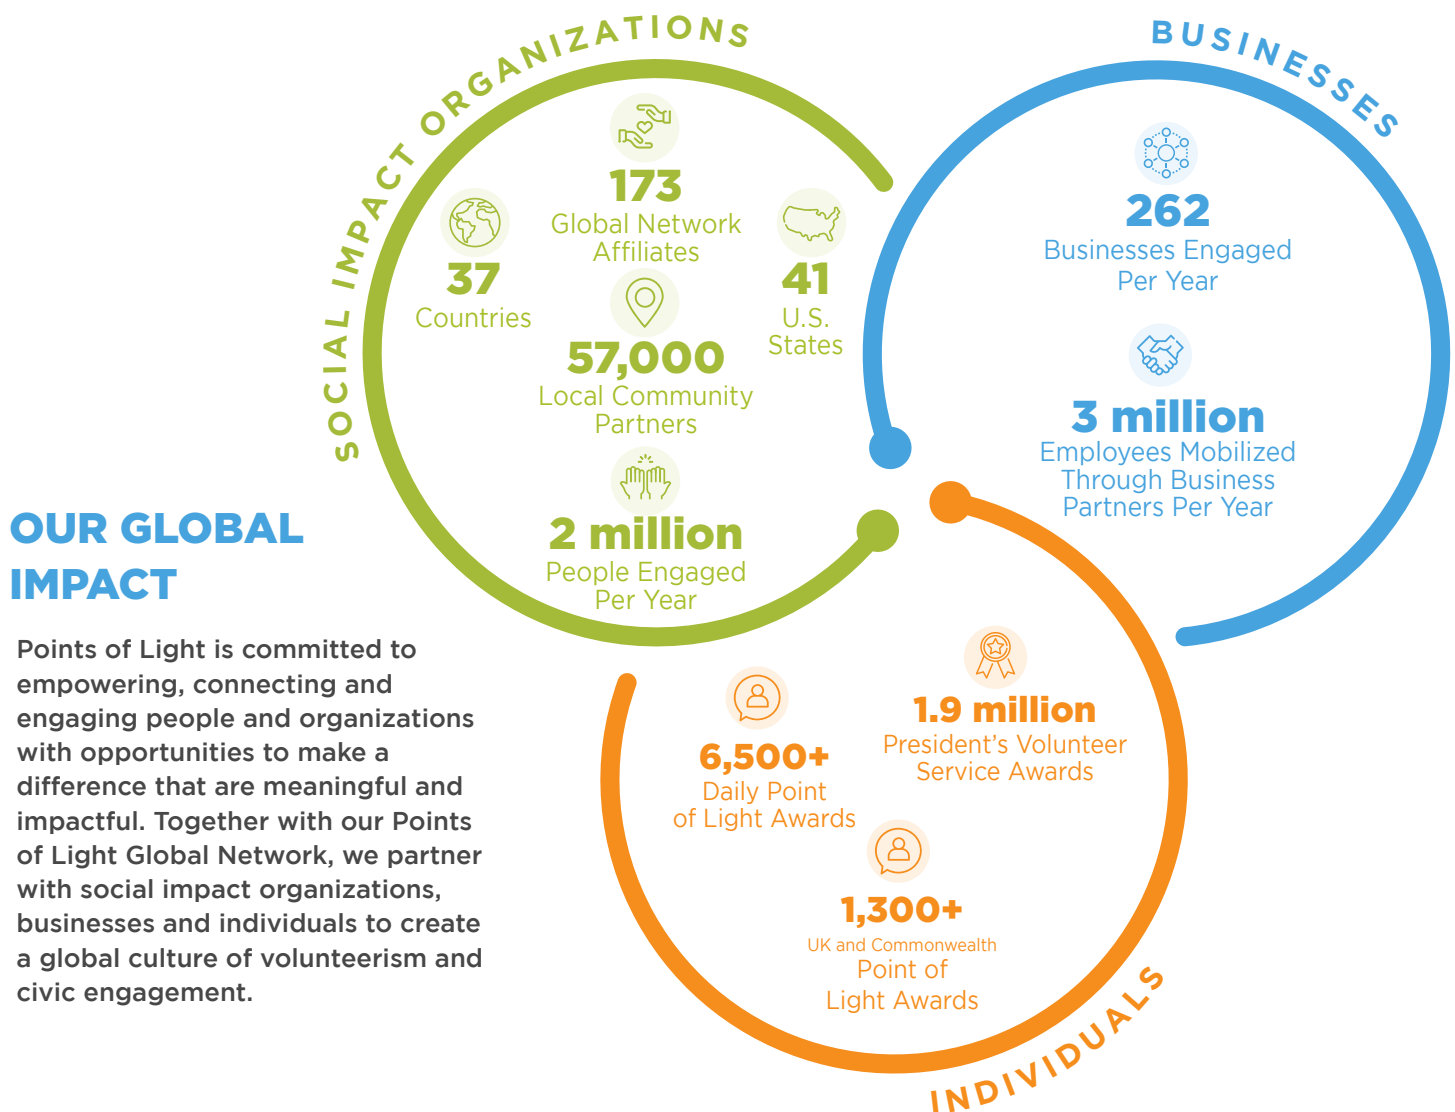 SOCIAL IMPACT ORGANIZATIONS
173
Global Network
Affiliates
37
Countries
41
U.S.
States
57,000
Local Community
Partners
2 million
People Engaged
Per Year
BUSINESSES
262
Businesses Engaged
Per Year
3 million
Employees Mobilized
Through Business
Partners Per Year
OUR GLOBAL
IMPACT
Points of Light is committed to
empowering, connecting and
engaging people and organizations
with opportunities to make a
difference that are meaningful and
impactful. Together with our Points
of Light Global Network, we partner
with social impact organizations,
businesses and individuals to create
a global culture of volunteerism and
civic engagement.
1.9 million
President’s Volunteer
Service Awards
6,500+
Daily Point
of Light Awards
1,300+
UK and Commonwealth
Point of
Light Awards
INDIVIDUALS